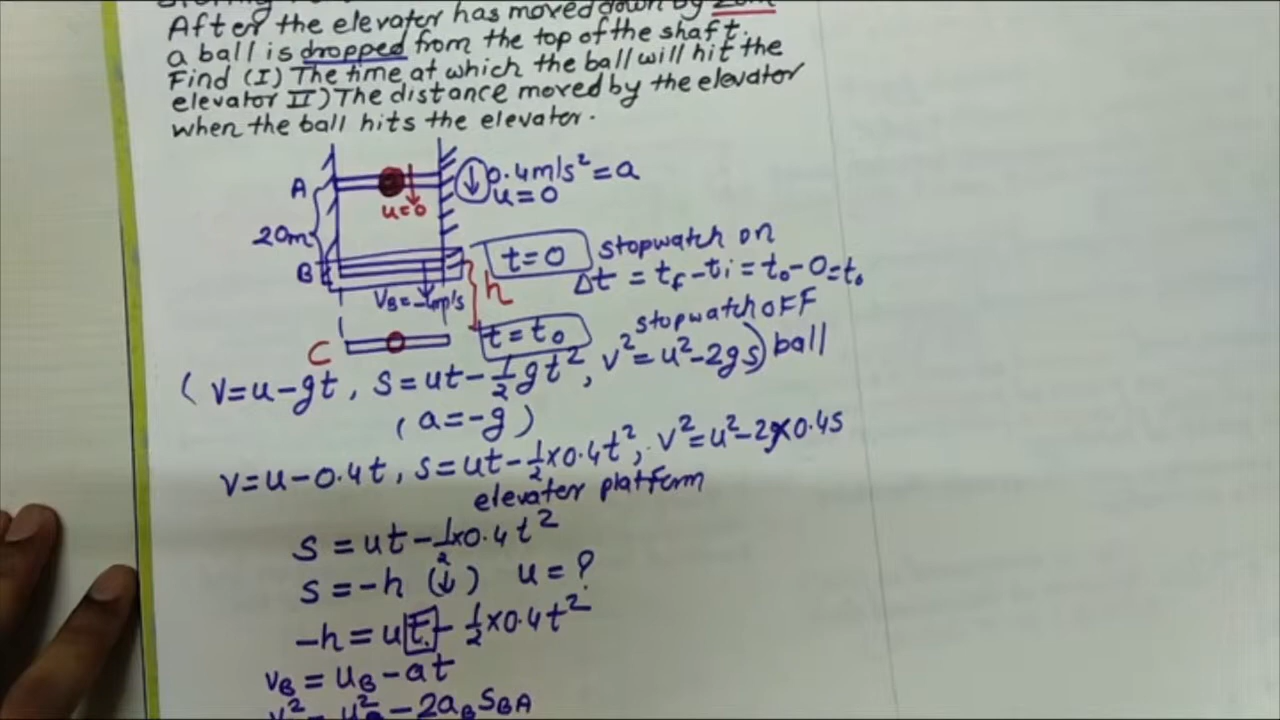 After the elevater has moved down by 20m
a ball is dropped from the top of the shaft.
Find (I) The time at which the ball will hit the
elevator II) The distance moved by the elevator
when the ball hits the elevator.
A
0.4m/s² = a
u=0
u=0
20m
B
t=0
stopwatch on
Δt = tf - ti = t₀-0=t₀
h
stopwatch OFF
t=t₀
C
(v=u-gt, s=ut-½gt², v²=u²-2gs) ball
(a=-g)
v=u-0.4t, s=ut-½×0.4t², v²=u²-2×0.4s
elevater platform
s = ut-½×0.4t²
s=-h (↓) u=?
-h=ut-½×0.4t²
vB = uB-at